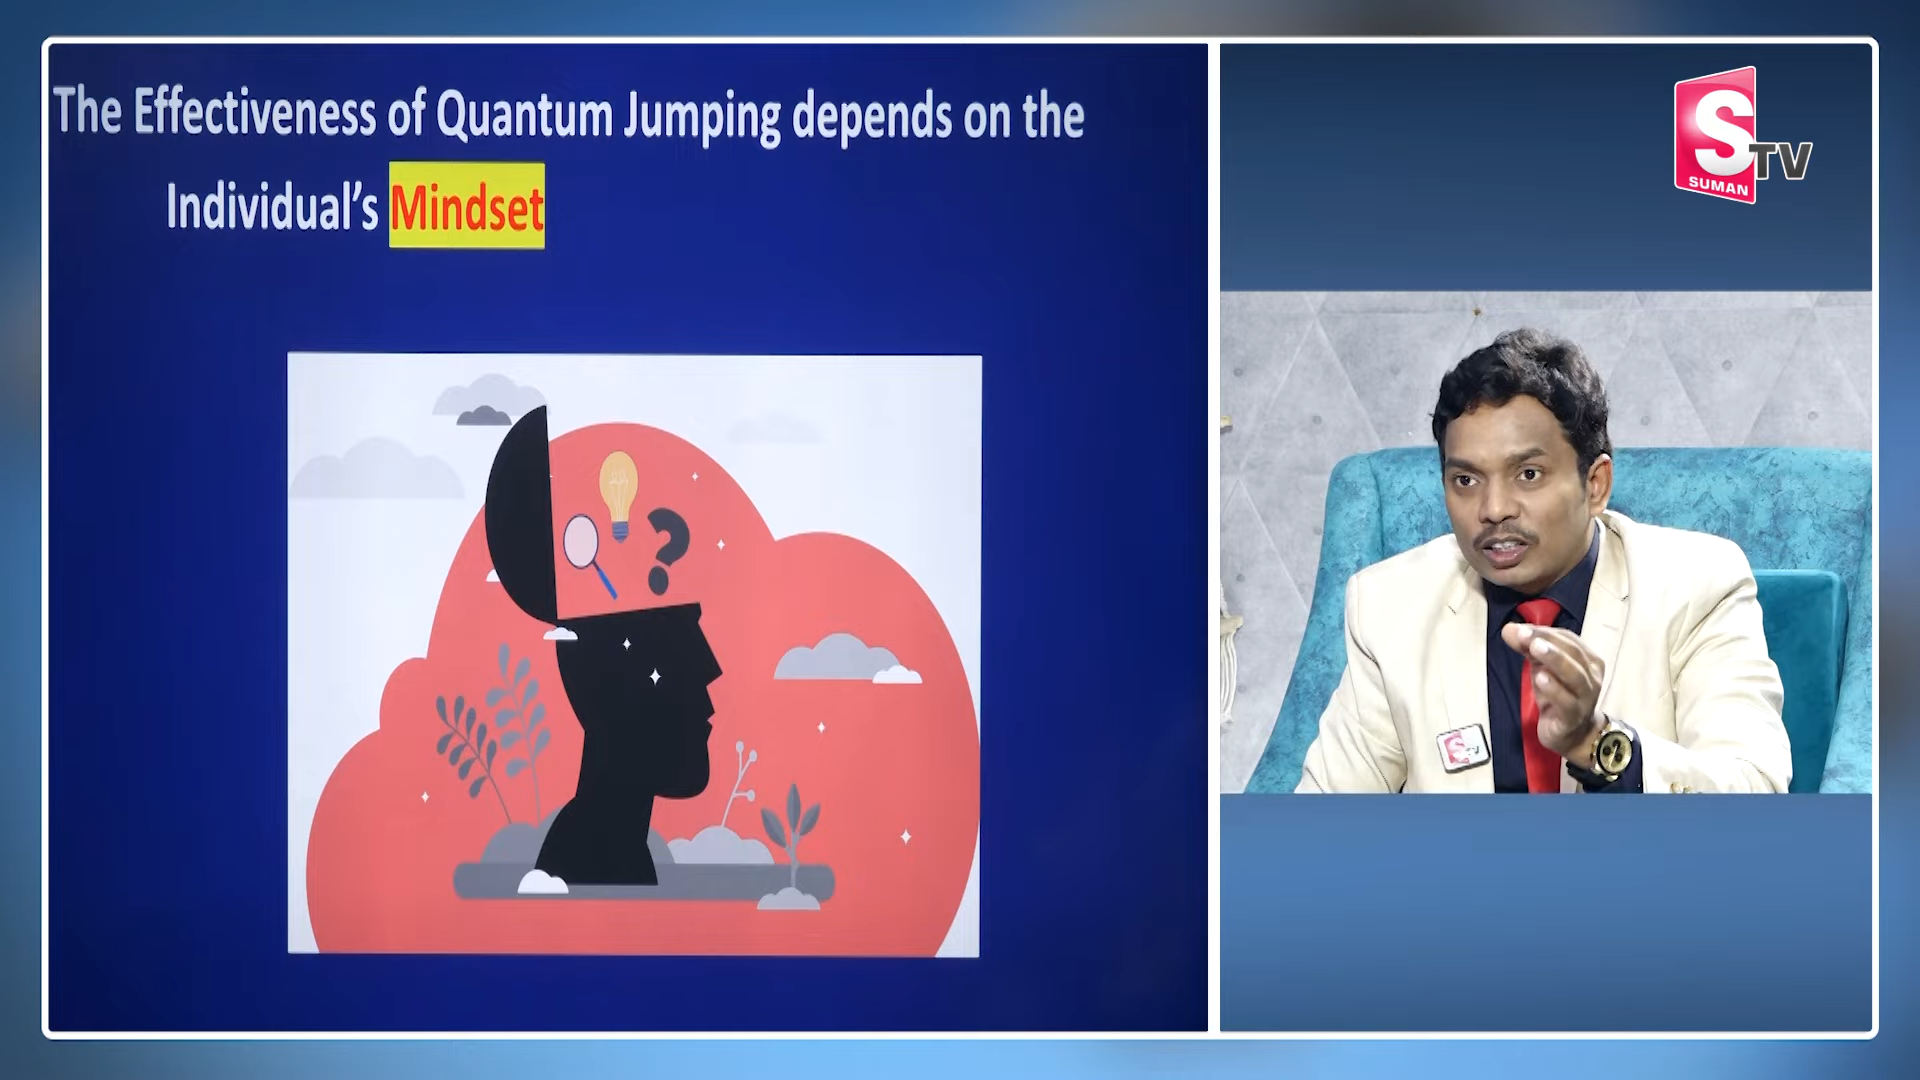 The Effectiveness of Quantum Jumping depends on the
Individual's Mindset
S TV
SUMAN